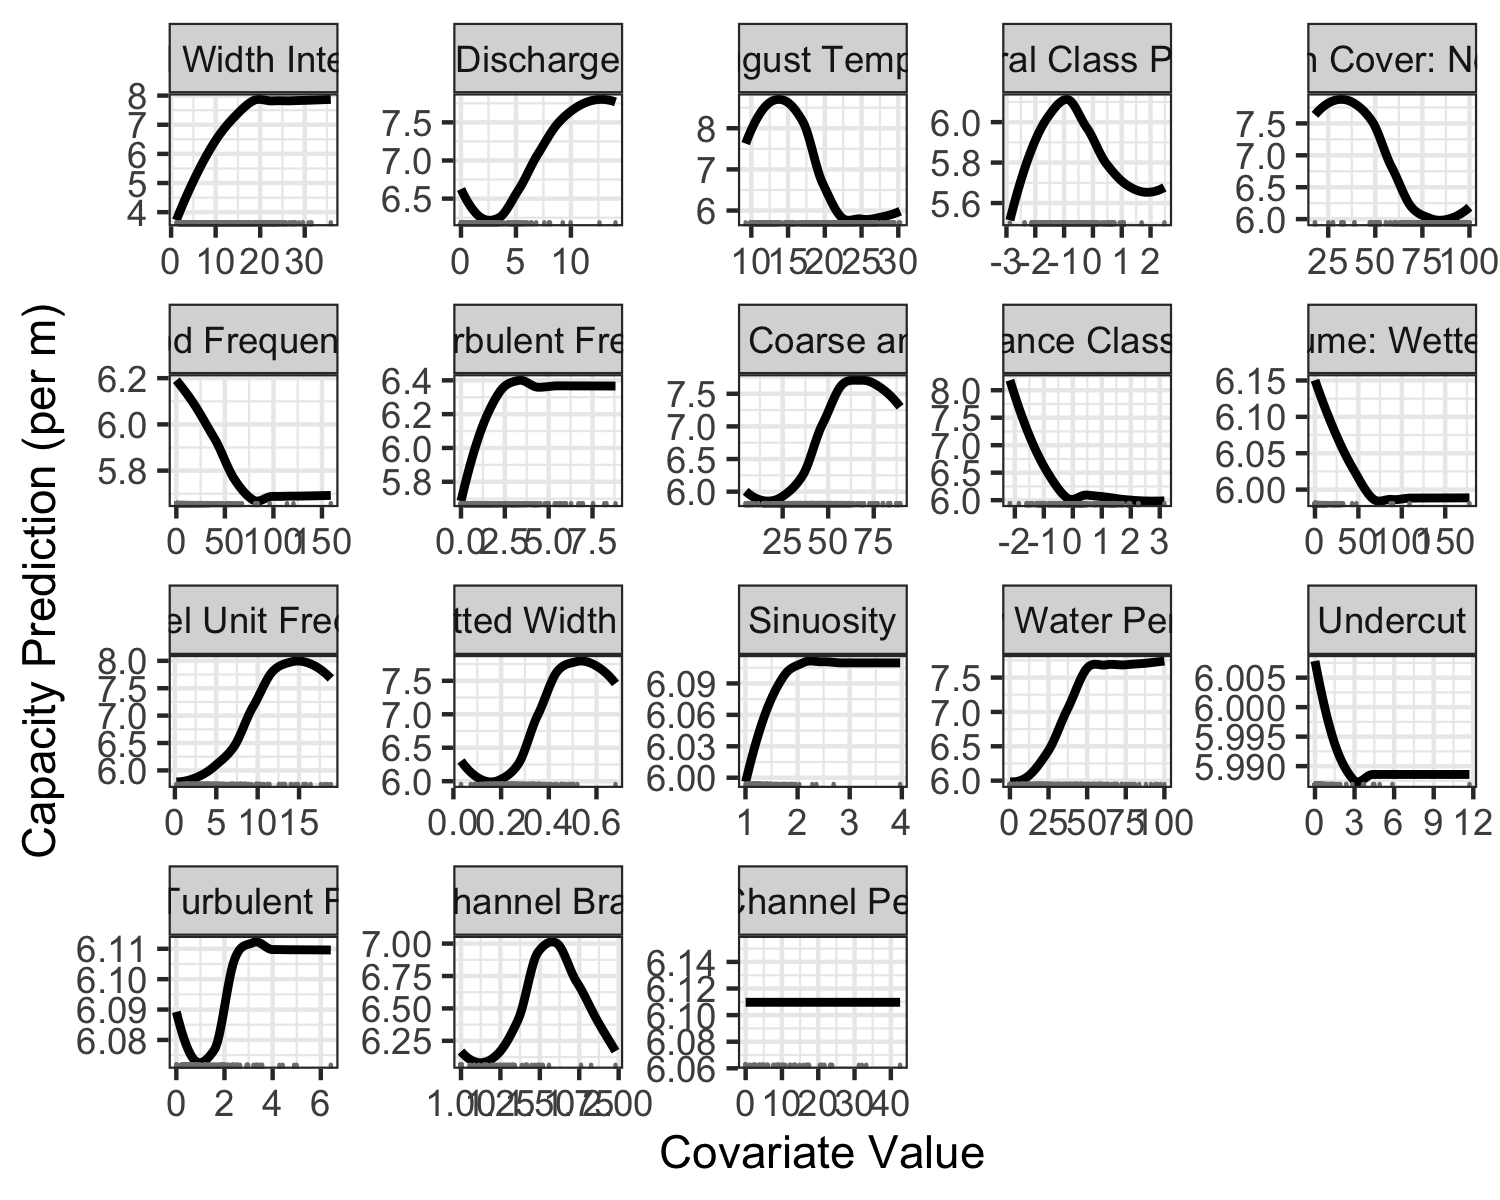 Width Inte
Discharge
gust Temp
ral Class P
n Cover: N
8
7
6
5
4
0 10 20 30
7.5
7.0
6.5
0 5 10
8
7
6
10 15 20 25 30
6.0
5.8
5.6
-3 -2 -1 0 1 2
7.5
7.0
6.5
6.0
25 50 75 100
d Frequen
rbulent Fre
Coarse an
ance Class
ume: Wette
6.2
6.0
5.8
0 50 100 150
6.4
6.2
6.0
5.8
0.0 2.5 5.0 7.5
7.5
7.0
6.5
6.0
25 50 75
8.0
7.5
7.0
6.5
6.0
-2 -1 0 1 2 3
6.15
6.10
6.05
6.00
0 50 100 150
el Unit Fre
tted Width
Sinuosity
Water Pe
Undercut
8.0
7.5
7.0
6.5
6.0
0 5 10 15
7.5
7.0
6.5
6.0
0.0 0.2 0.4 0.6
6.09
6.06
6.03
6.00
1 2 3 4
7.5
7.0
6.5
6.0
0 25 50 75 100
6.005
6.000
5.995
5.990
0 3 6 9 12
Turbulent F
hannel Bra
Channel Pe
6.11
6.10
6.09
6.08
0 2 4 6
7.00
6.75
6.50
6.25
1.00 1.25 1.50 1.75 2.00
6.14
6.12
6.10
6.08
6.06
0 10 20 30 40
Capacity Prediction (per m)
Covariate Value